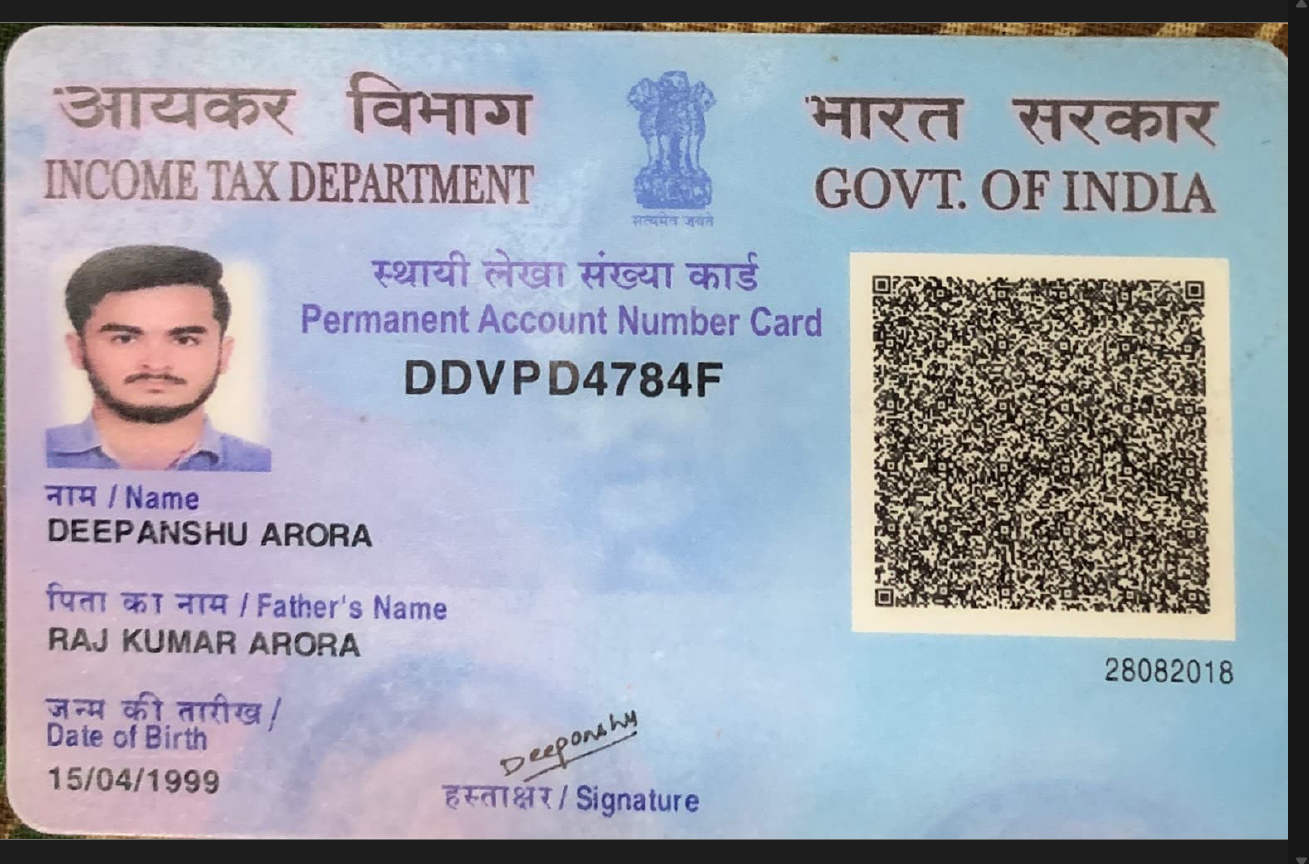 आयकर विभाग
INCOME TAX DEPARTMENT
सत्यमेव जयते
भारत सरकार
GOVT. OF INDIA
स्थायी लेखा संख्या कार्ड
Permanent Account Number Card
DDVPD4784F
नाम / Name
DEEPANSHU ARORA
पिता का नाम / Father's Name
RAJ KUMAR ARORA
28082018
जन्म की तारीख /
Date of Birth
15/04/1999
Deepanshu
हस्ताक्षर / Signature